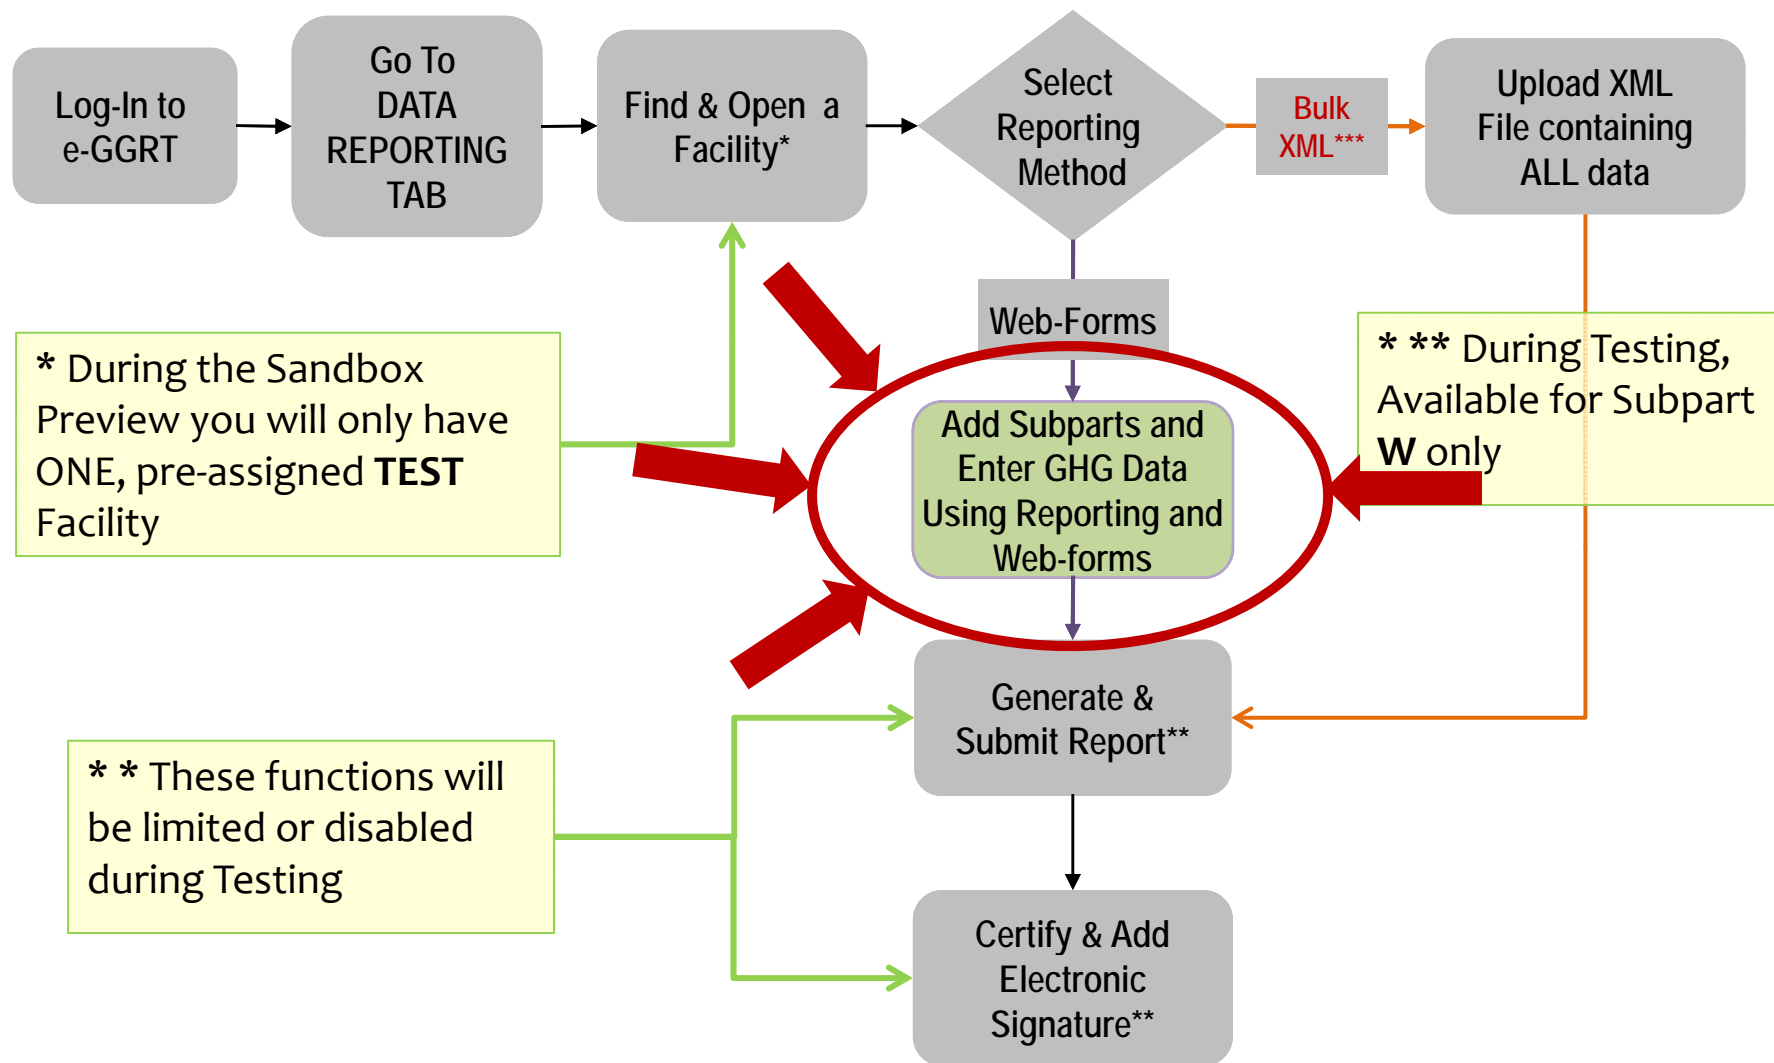 Log-In to
e-GGRT
Go To
DATA
REPORTING
TAB
Find & Open a
Facility*
Select
Reporting
Method
Bulk
XML***
Upload XML
File containing
ALL data
Web-Forms
* During the Sandbox
Preview you will only have
ONE, pre-assigned TEST
Facility
* ** During Testing,
Available for Subpart
W only
Add Subparts and
Enter GHG Data
Using Reporting and
Web-forms
Generate &
Submit Report**
* * These functions will
be limited or disabled
during Testing
Certify & Add
Electronic
Signature**